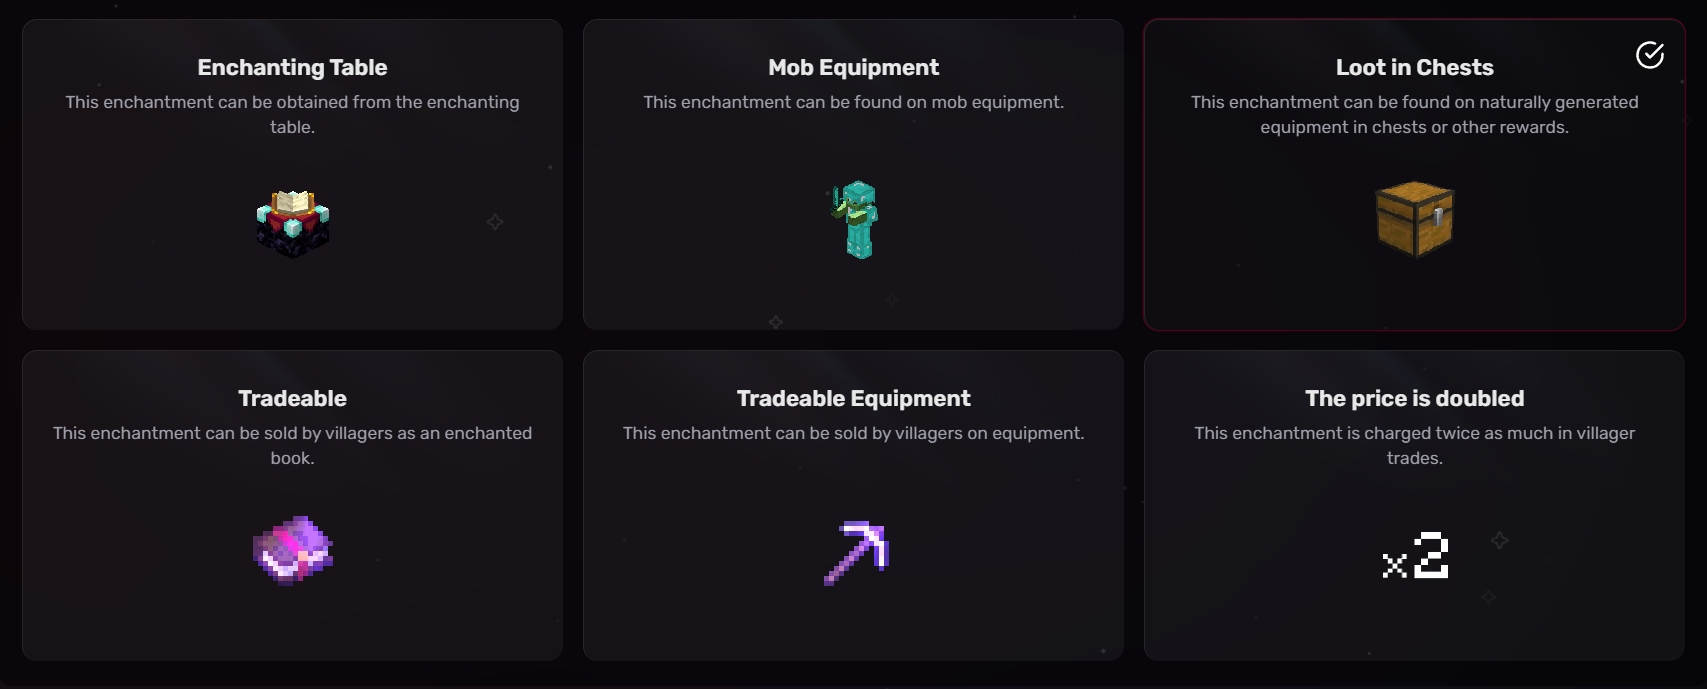 Enchanting Table
This enchantment can be obtained from the enchanting
table.
Mob Equipment
This enchantment can be found on mob equipment.
Loot in Chests
This enchantment can be found on naturally generated
equipment in chests or other rewards.
Tradeable
This enchantment can be sold by villagers as an enchanted
book.
Tradeable Equipment
This enchantment can be sold by villagers on equipment.
The price is doubled
This enchantment is charged twice as much in villager
trades.
x2